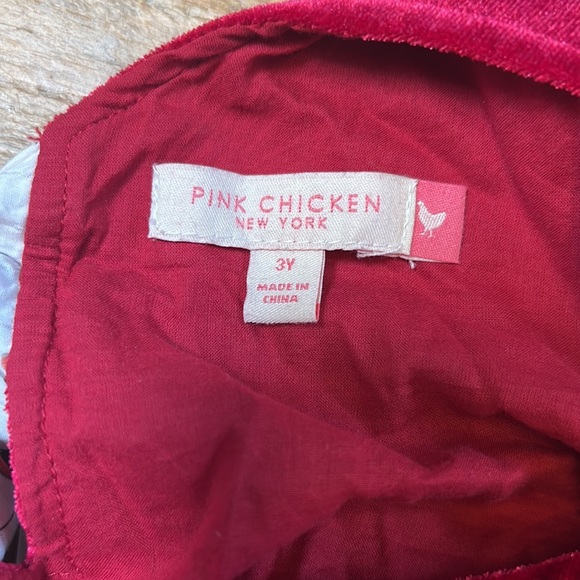 PINK CHICKEN
NEW YORK
3Y
MADE IN
CHINA